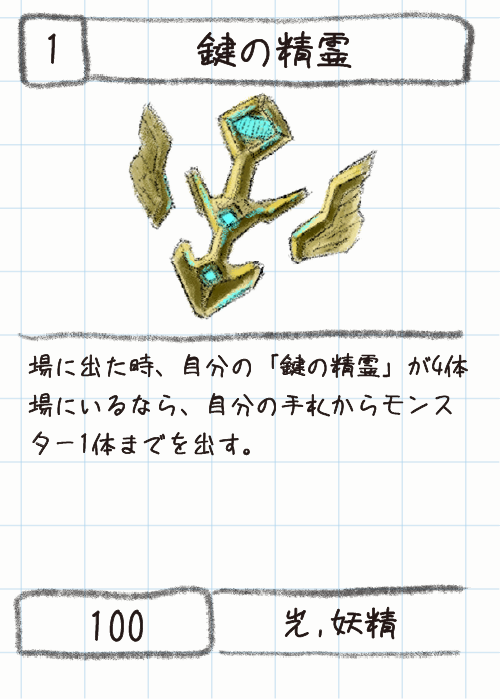 1
鍵の精霊
場に出た時、自分の「鍵の精霊」が4体
場にいるなら、自分の手札からモンス
ター1体までを出す。
100
光,妖精